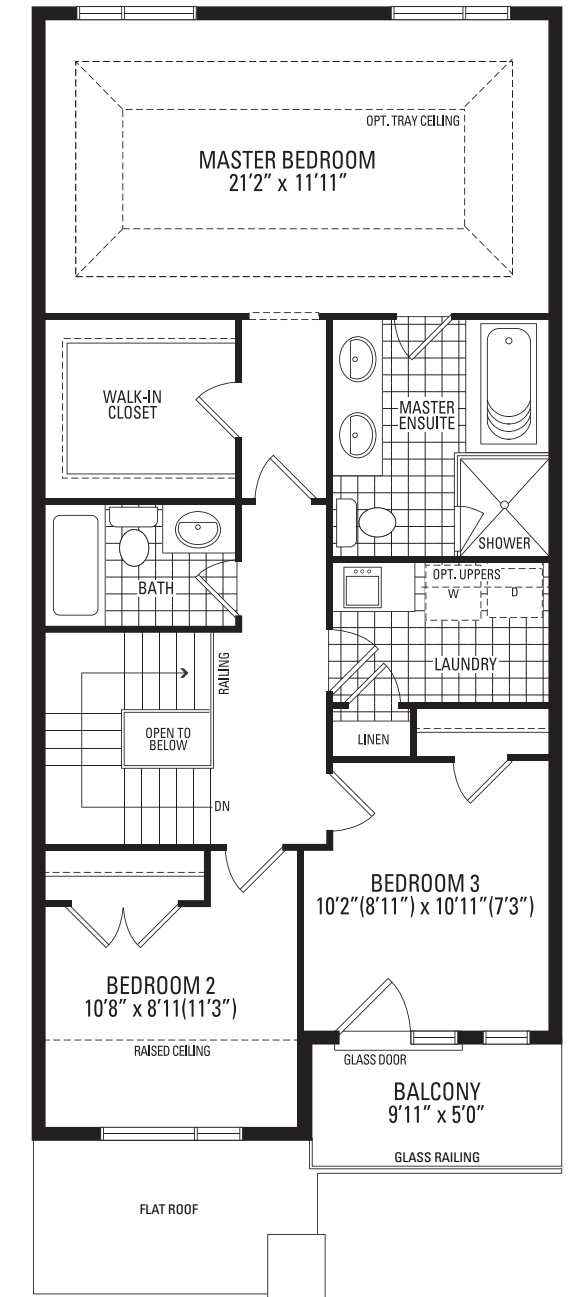 OPT. TRAY CEILING
MASTER BEDROOM
21'2" x 11'11"
WALK-IN
CLOSET
MASTER
ENSUITE
SHOWER
BATH
OPT. UPPERS
W
D
LAUNDRY
RAILING
OPEN TO
BELOW
LINEN
DN
BEDROOM 3
10'2"(8'11") x 10'11"(7'3")
BEDROOM 2
10'8" x 8'11(11'3")
RAISED CEILING
GLASS DOOR
BALCONY
9'11" x 5'0"
GLASS RAILING
FLAT ROOF